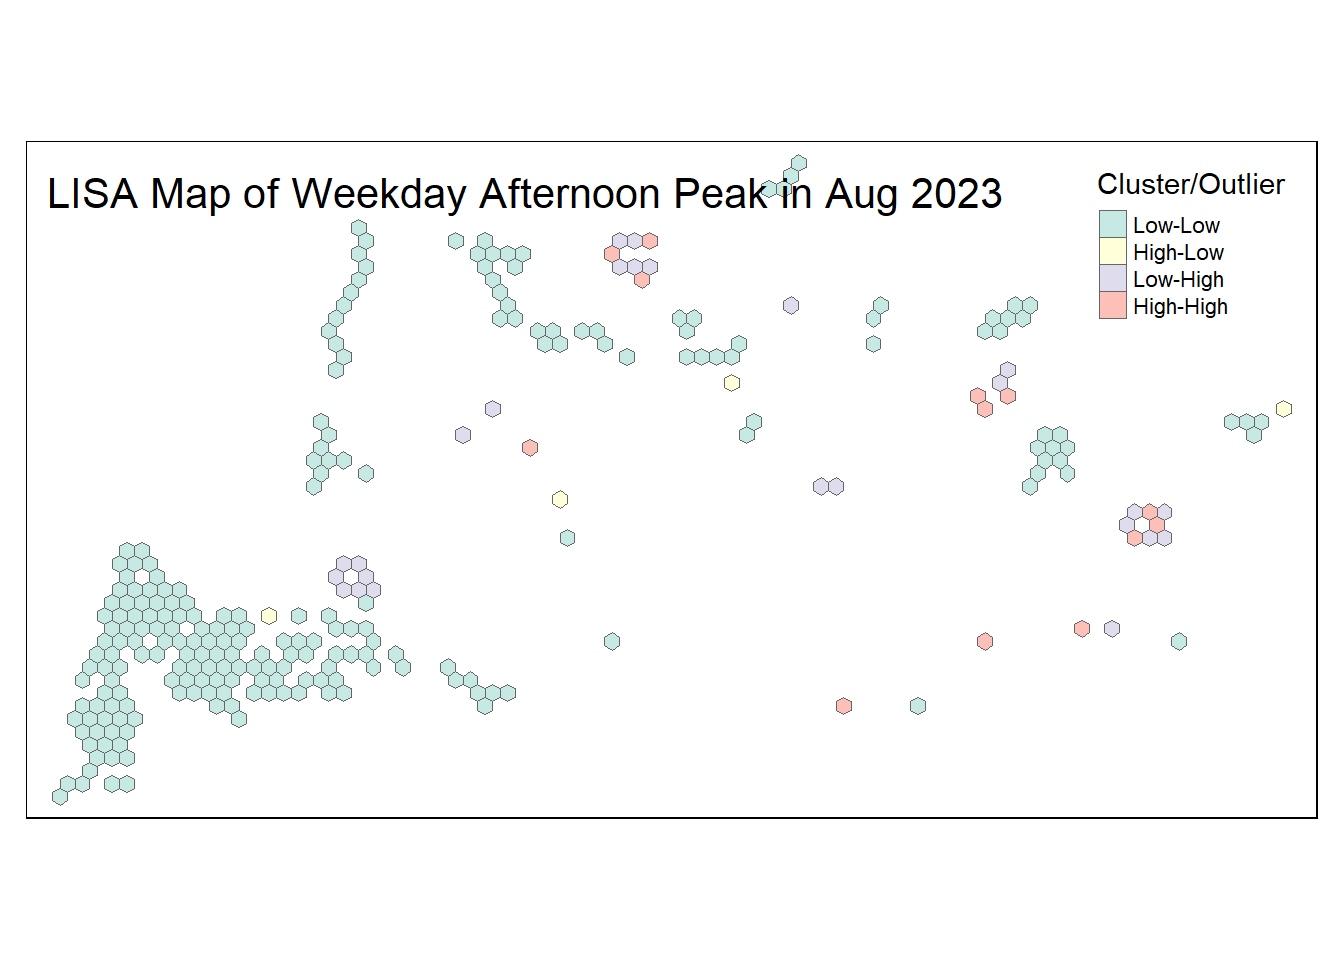 LISA Map of Weekday Afternoon Peak in Aug 2023
Cluster/Outlier
Low-Low
High-Low
Low-High
High-High